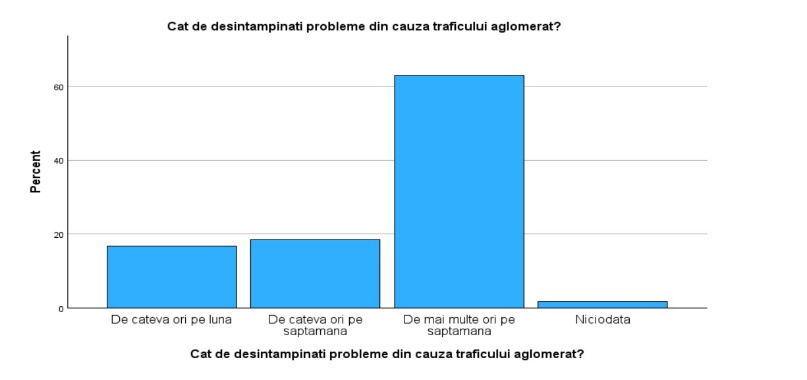 Cat de desintampinati probleme din cauza traficului aglomerat?
Percent
60
40
20
0
De cateva ori pe luna
De cateva ori pe
saptamana
De mai multe ori pe
saptamana
Niciodata
Cat de desintampinati probleme din cauza traficului aglomerat?